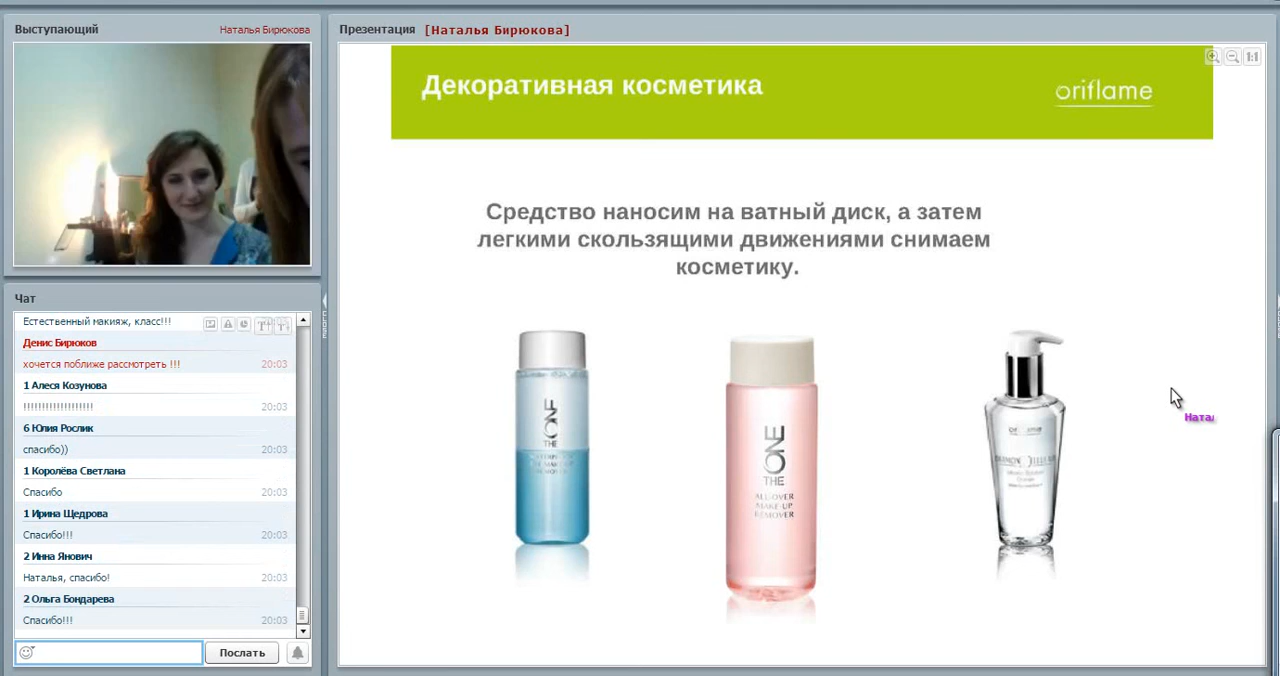 Выступающий
Наталья Бирюкова
Презентация [Наталья Бирюкова]
Декоративная косметика
oriflame
1:1
Средство наносим на ватный диск, а затем
легкими скользящими движениями снимаем
косметику.
THE ONE
THE ONE
ALL-OVER
MAKE-UP
REMOVER
oriflame
Ната
Чат
Естественный макияж, класс!!!
Денис Бирюков
хочется поближе рассмотреть !!! 20:03
1 Алеся Козунова
!!!!!!!!!!!!!!!!!!! 20:03
6 Юлия Рослик
спасибо)) 20:03
1 Королёва Светлана
Спасибо 20:03
1 Ирина Щедрова
Спасибо!!! 20:03
2 Инна Янович
Наталья, спасибо! 20:03
2 Ольга Бондарева
Спасибо!!! 20:03
Послать